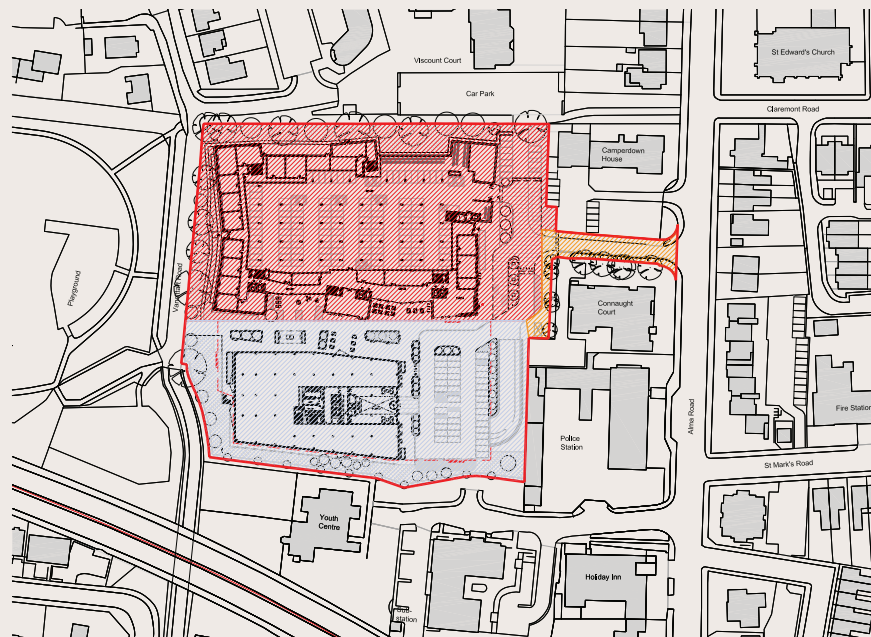 St Edward's Church
Viscount Court
Car Park
Claremont Road
Camperdown
House
Playground
Connaught
Court
Alma Road
Fire Station
Police
Station
St Mark's Road
Youth
Centre
Holiday Inn
station